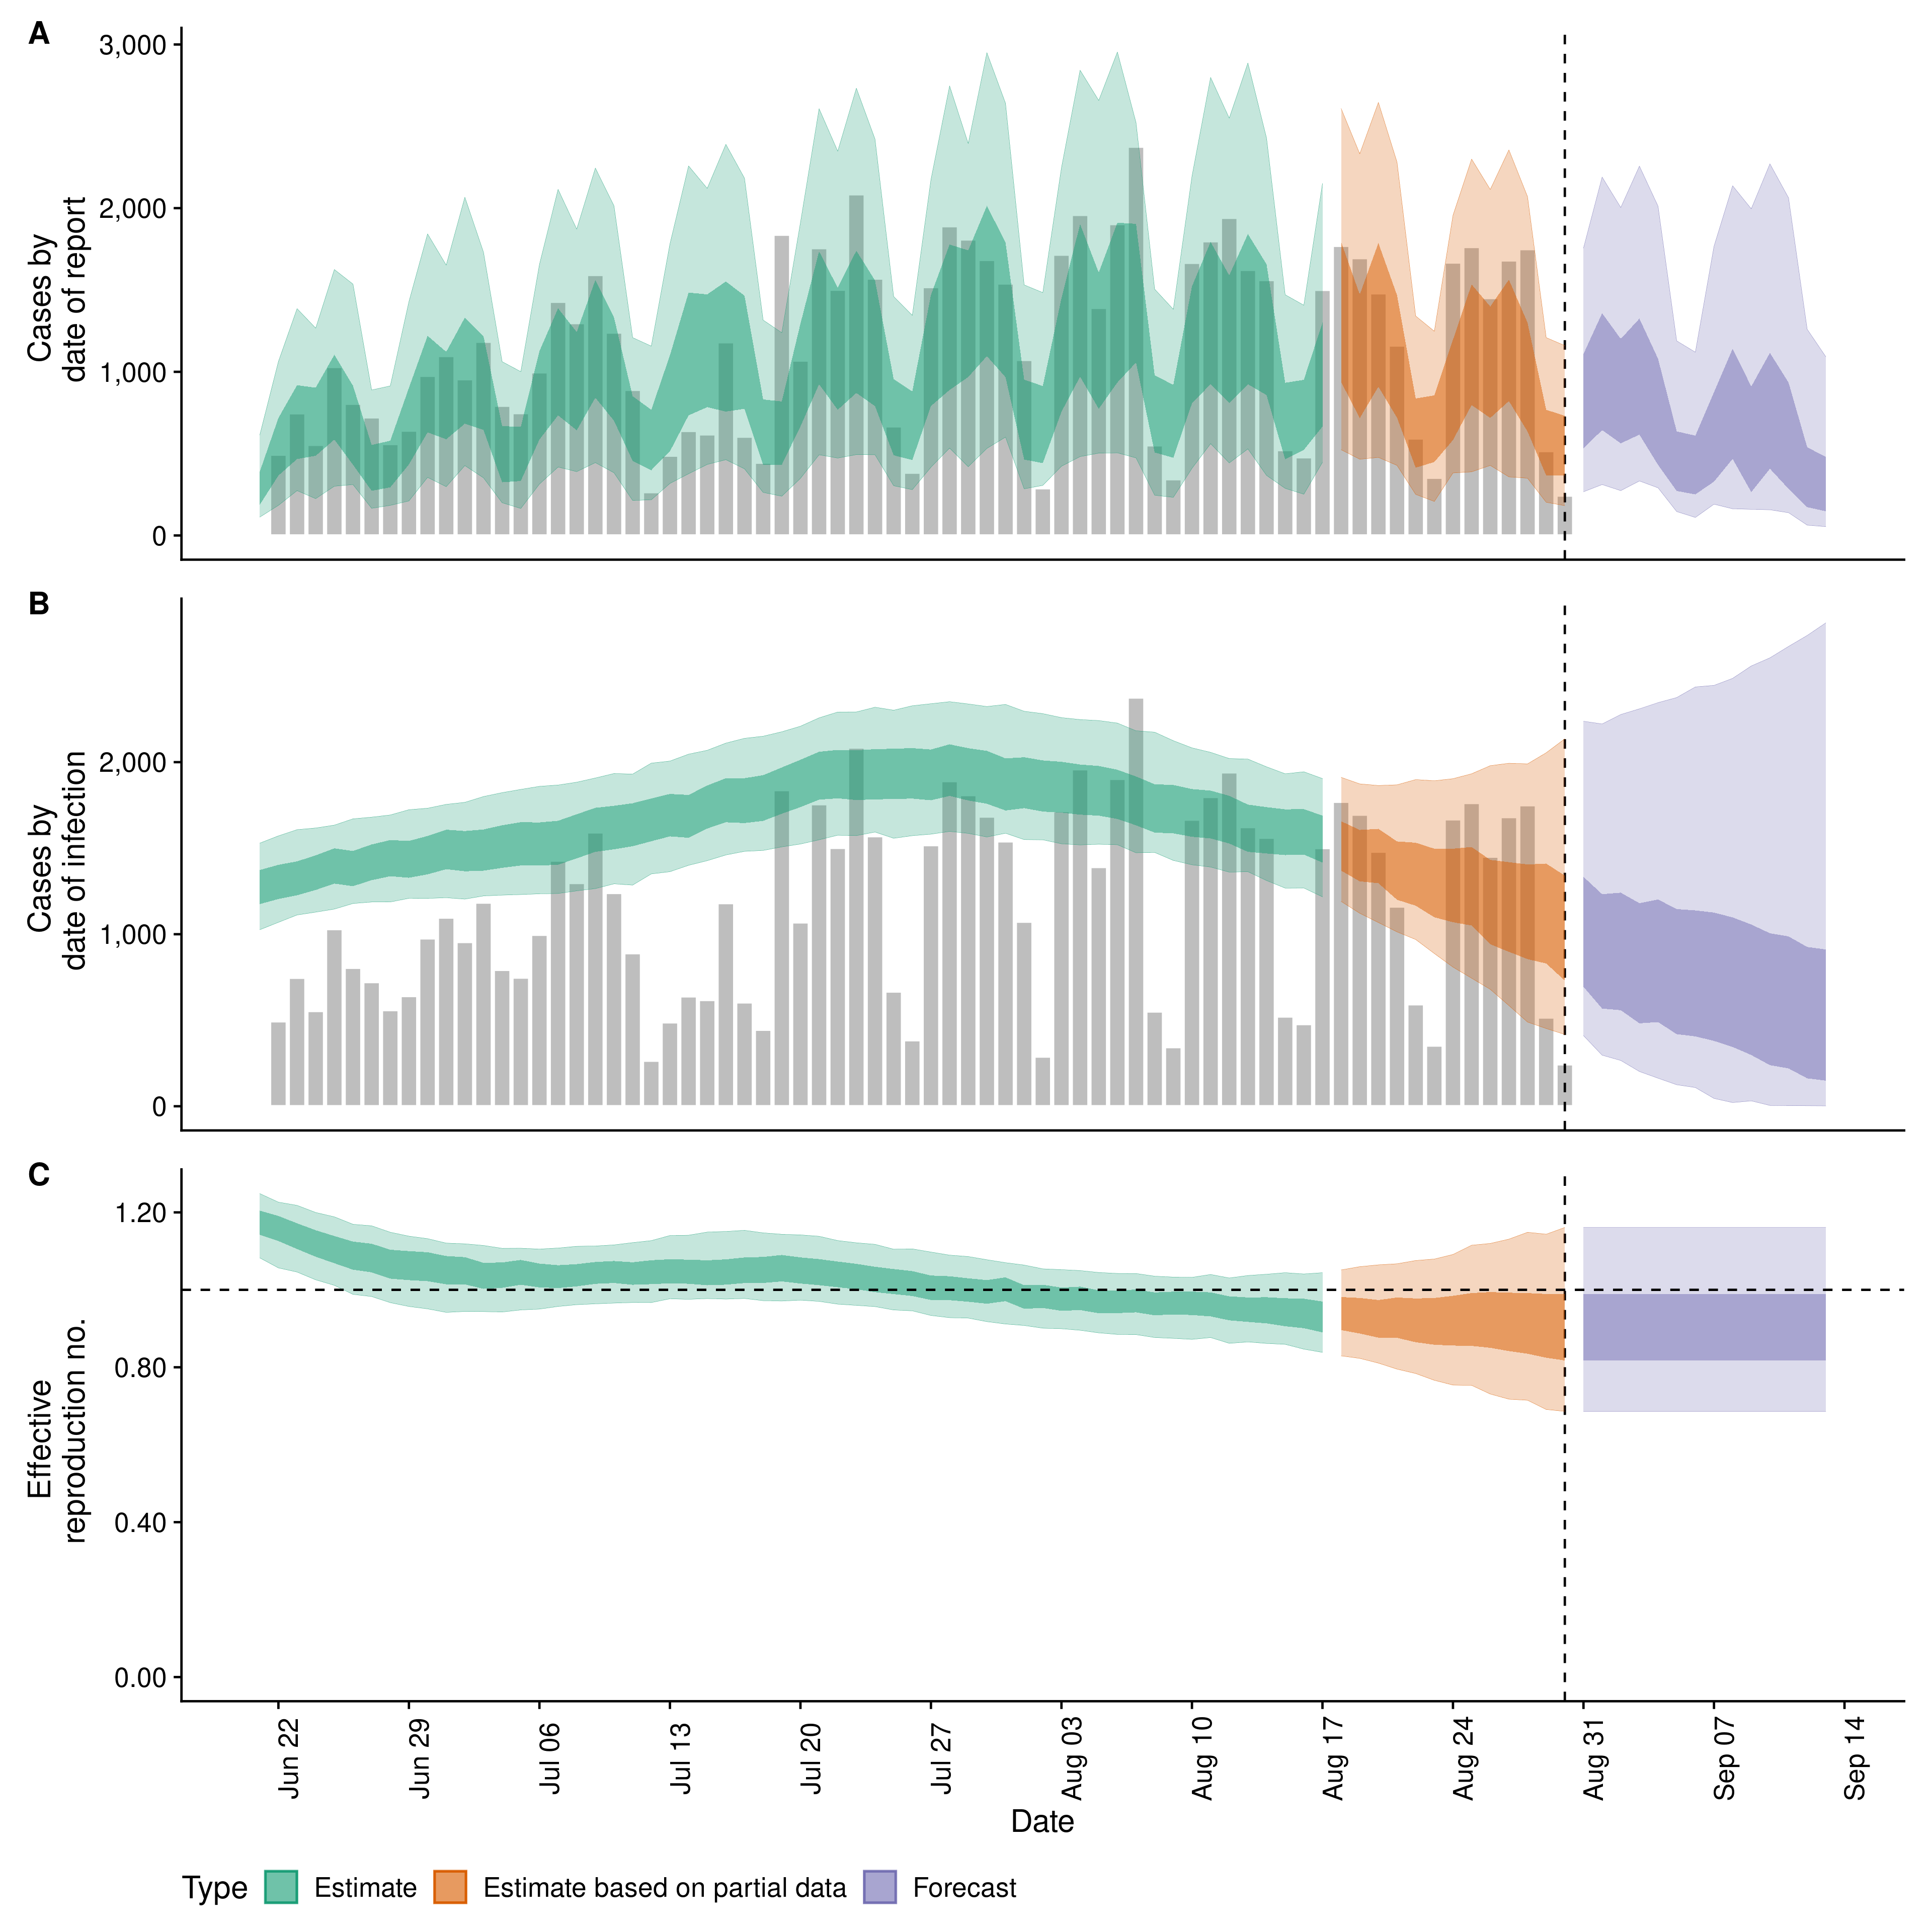 A
3,000
2,000
1,000
0
Cases by
date of report
B
2,000
1,000
0
Cases by
date of infection
C
1.20
0.80
0.40
0.00
Effective
reproduction no.
Jun 22
Jun 29
Jul 06
Jul 13
Jul 20
Jul 27
Aug 03
Aug 10
Aug 17
Aug 24
Aug 31
Sep 07
Sep 14
Date
Type Estimate Estimate based on partial data Forecast